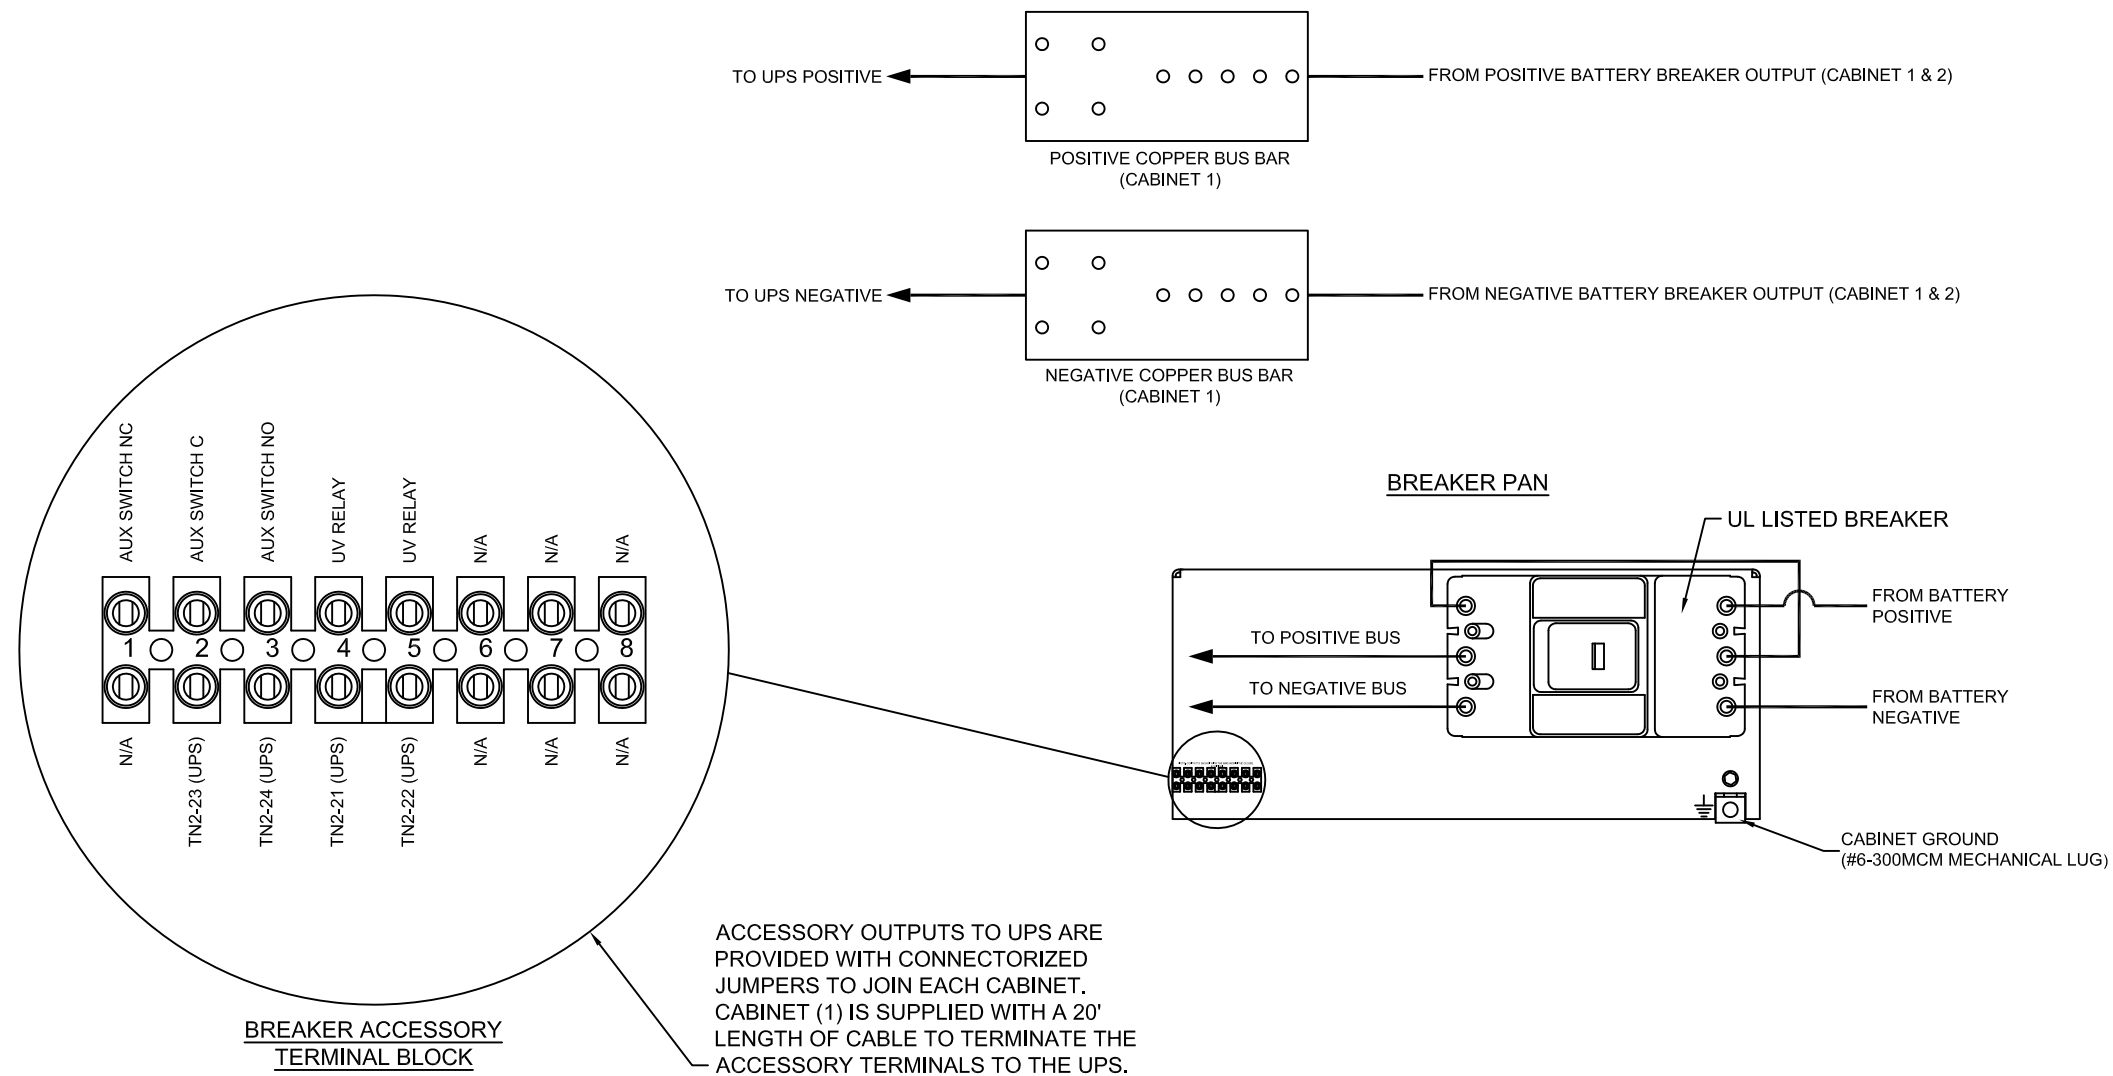 TO UPS POSITIVE
FROM POSITIVE BATTERY BREAKER OUTPUT (CABINET 1 & 2)
POSITIVE COPPER BUS BAR
(CABINET 1)
TO UPS NEGATIVE
FROM NEGATIVE BATTERY BREAKER OUTPUT (CABINET 1 & 2)
NEGATIVE COPPER BUS BAR
(CABINET 1)
AUX SWITCH NC
AUX SWITCH C
AUX SWITCH NO
UV RELAY
UV RELAY
N/A
N/A
N/A
1 2 3 4 5 6 7 8
N/A
TN2-23 (UPS)
TN2-24 (UPS)
TN2-21 (UPS)
TN2-22 (UPS)
N/A
N/A
N/A
BREAKER ACCESSORY
TERMINAL BLOCK
ACCESSORY OUTPUTS TO UPS ARE
PROVIDED WITH CONNECTORIZED
JUMPERS TO JOIN EACH CABINET.
CABINET (1) IS SUPPLIED WITH A 20'
LENGTH OF CABLE TO TERMINATE THE
ACCESSORY TERMINALS TO THE UPS.
BREAKER PAN
UL LISTED BREAKER
FROM BATTERY
POSITIVE
TO POSITIVE BUS
TO NEGATIVE BUS
FROM BATTERY
NEGATIVE
CABINET GROUND
(#6-300MCM MECHANICAL LUG)